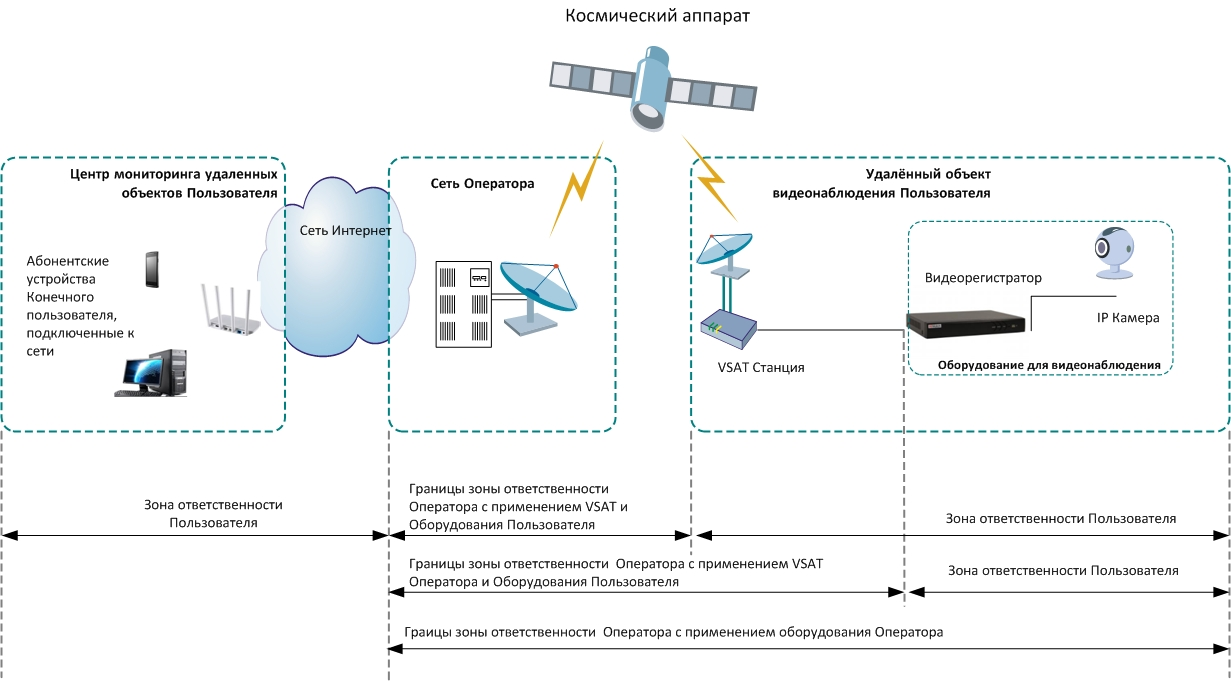 Космический аппарат
Центр мониторинга удаленных
объектов Пользователя
Сеть Интернет
Абонентские
устройства
Конечного
пользователя,
подключенные к
сети
Сеть Оператора
Удалённый объект
видеонаблюдения Пользователя
Видеорегистратор
IP Камера
Оборудование для видеонаблюдения
VSAT Станция
Зона ответственности
Пользователя
Границы зоны ответственности
Оператора с применением VSAT и
Оборудования Пользователя
Зона ответственности Пользователя
Границы зоны ответственности Оператора с применением VSAT
Оператора и Оборудования Пользователя
Зона ответственности Пользователя
Граицы зоны ответственности Оператора с применением оборудования Оператора